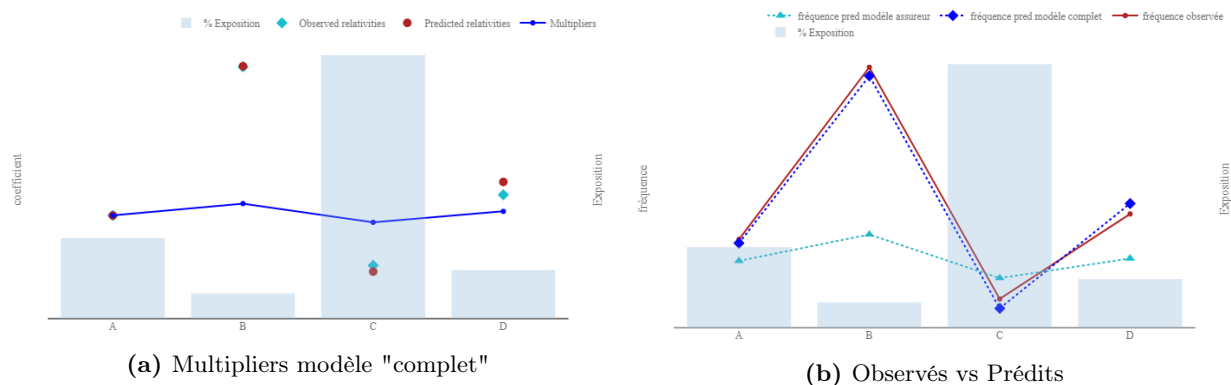 % Exposition Observed relativities Predicted relativities Multipliers
coefficient
Exposition
A B C D
(a) Multipliers modèle "complet"
fréquence pred modèle assureur fréquence pred modèle complet fréquence observée
% Exposition
fréquence
Exposition
A B C D
(b) Observés vs Prédits